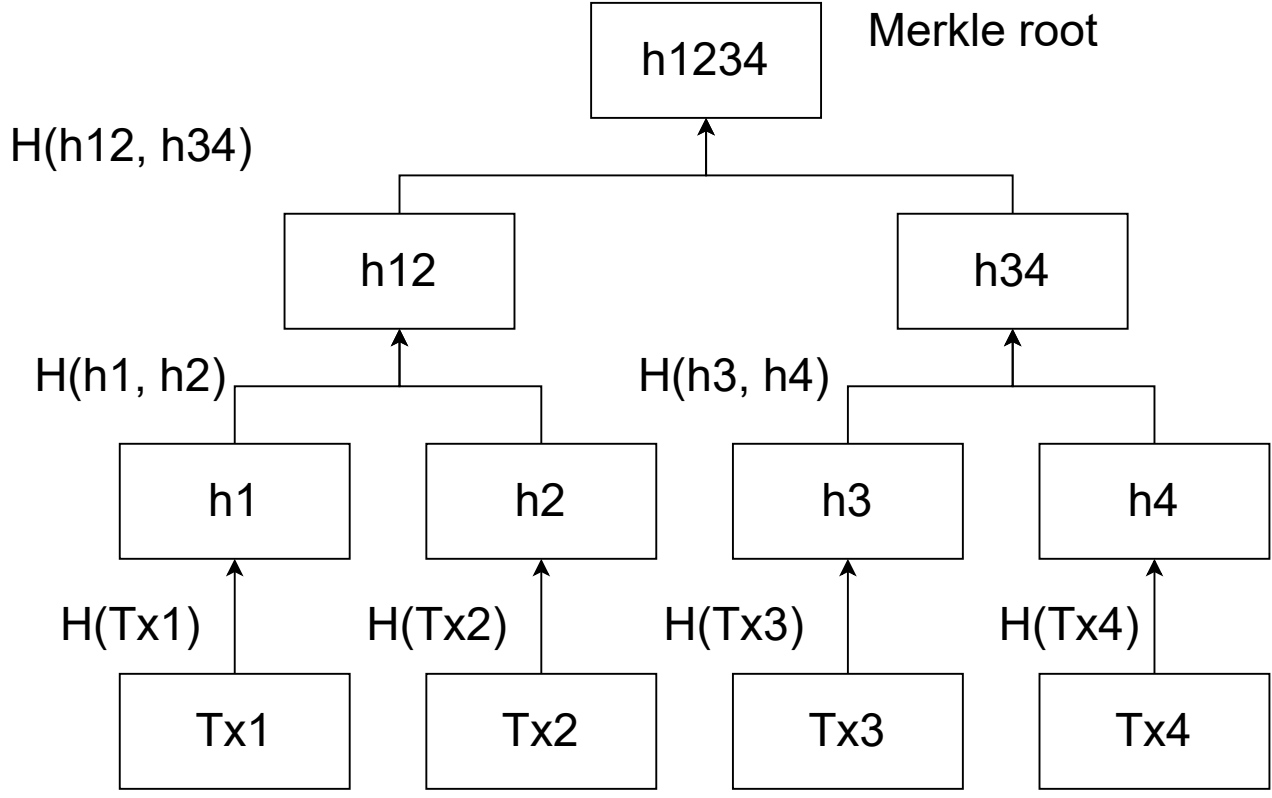 Merkle root
h1234
H(h12, h34)
h12
h34
H(h1, h2)
H(h3, h4)
h1
h2
h3
h4
H(Tx1)
H(Tx2)
H(Tx3)
H(Tx4)
Tx1
Tx2
Tx3
Tx4